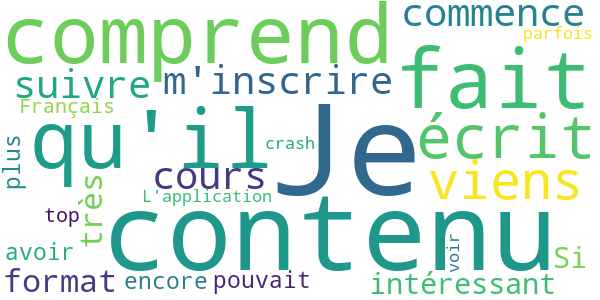 comprend commence
parfois
fait
suivre m'inscrire
Français
qu'il Je écrit
crash
plus
cours viens
très
L'application
top
contenu
avoir voir Si
format encore pouvait intéressant